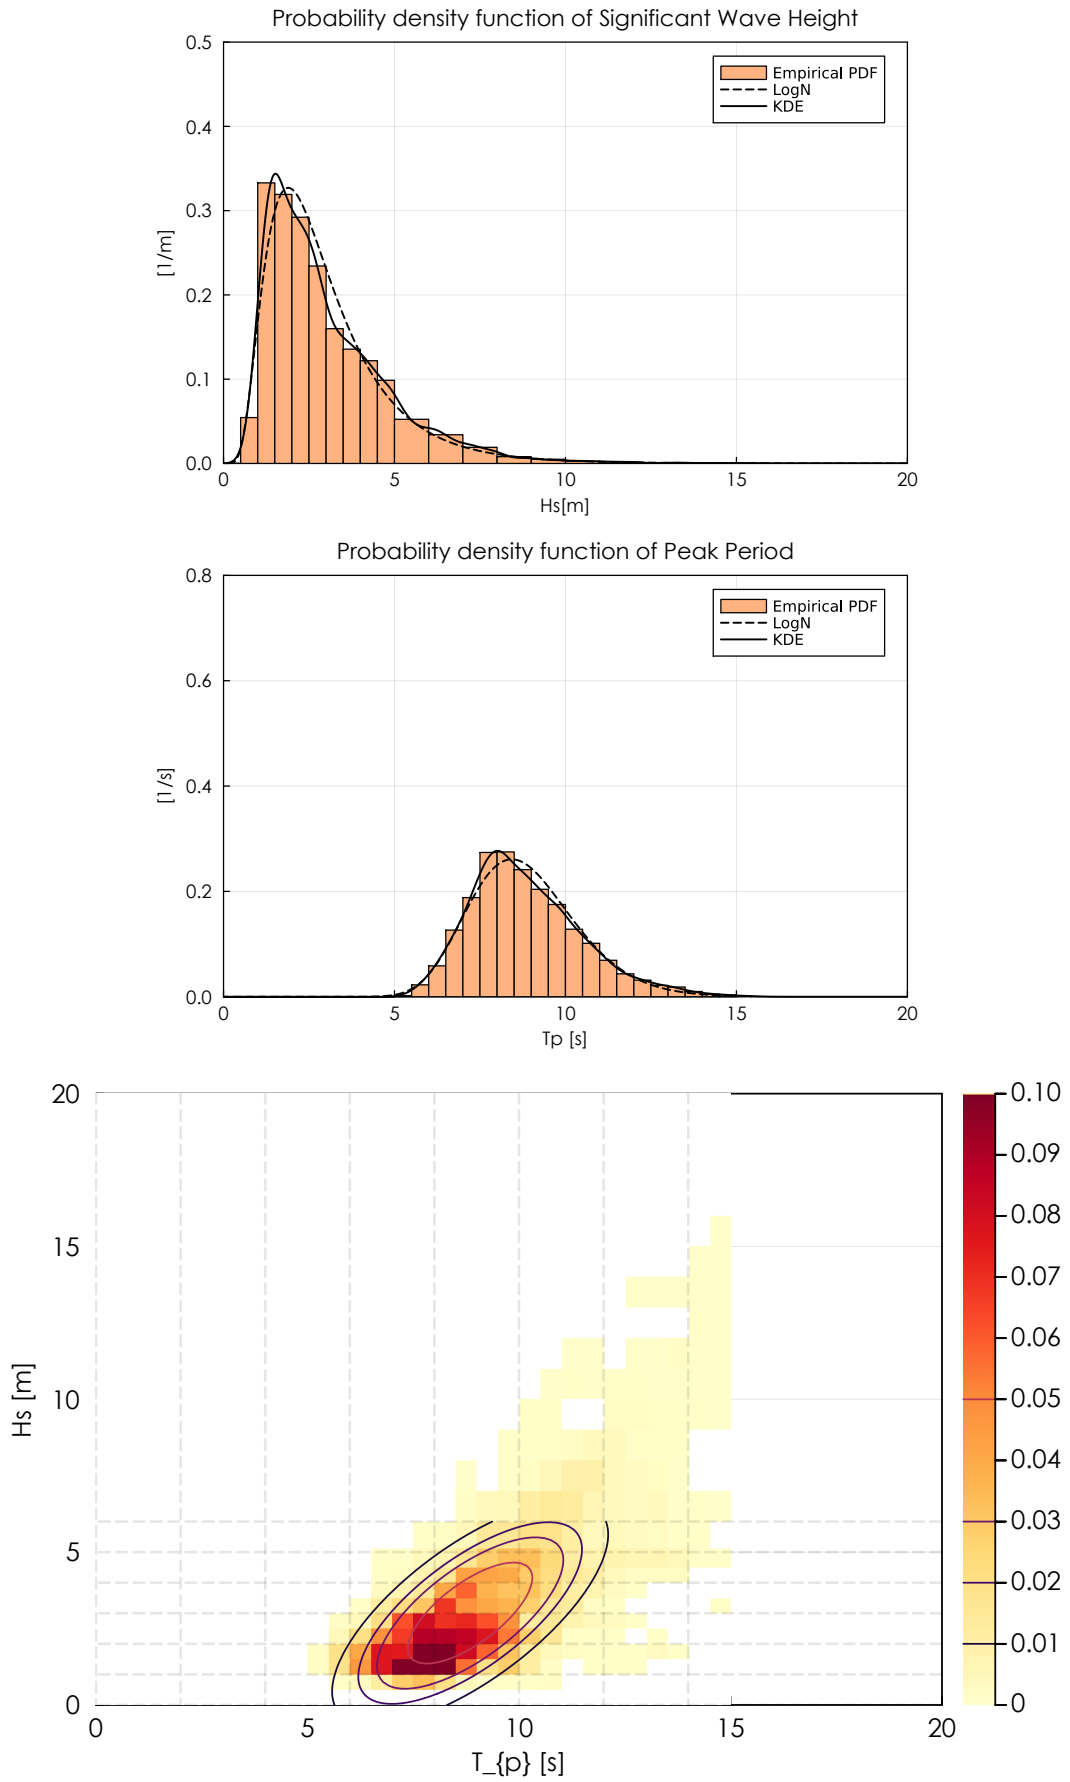 Probability density function of Significant Wave Height
0.5
0.4
0.3
0.2
0.1
0.0
[1/m]
Empirical PDF
LogN
KDE
0 5 10 15 20
Hs[m]
Probability density function of Peak Period
0.8
0.6
0.4
0.2
0.0
[1/s]
Empirical PDF
LogN
KDE
0 5 10 15 20
Tp [s]
20
15
10
5
0
Hs [m]
0 5 10 15 20
T_{p} [s]
0.10
0.09
0.08
0.07
0.06
0.05
0.04
0.03
0.02
0.01
0